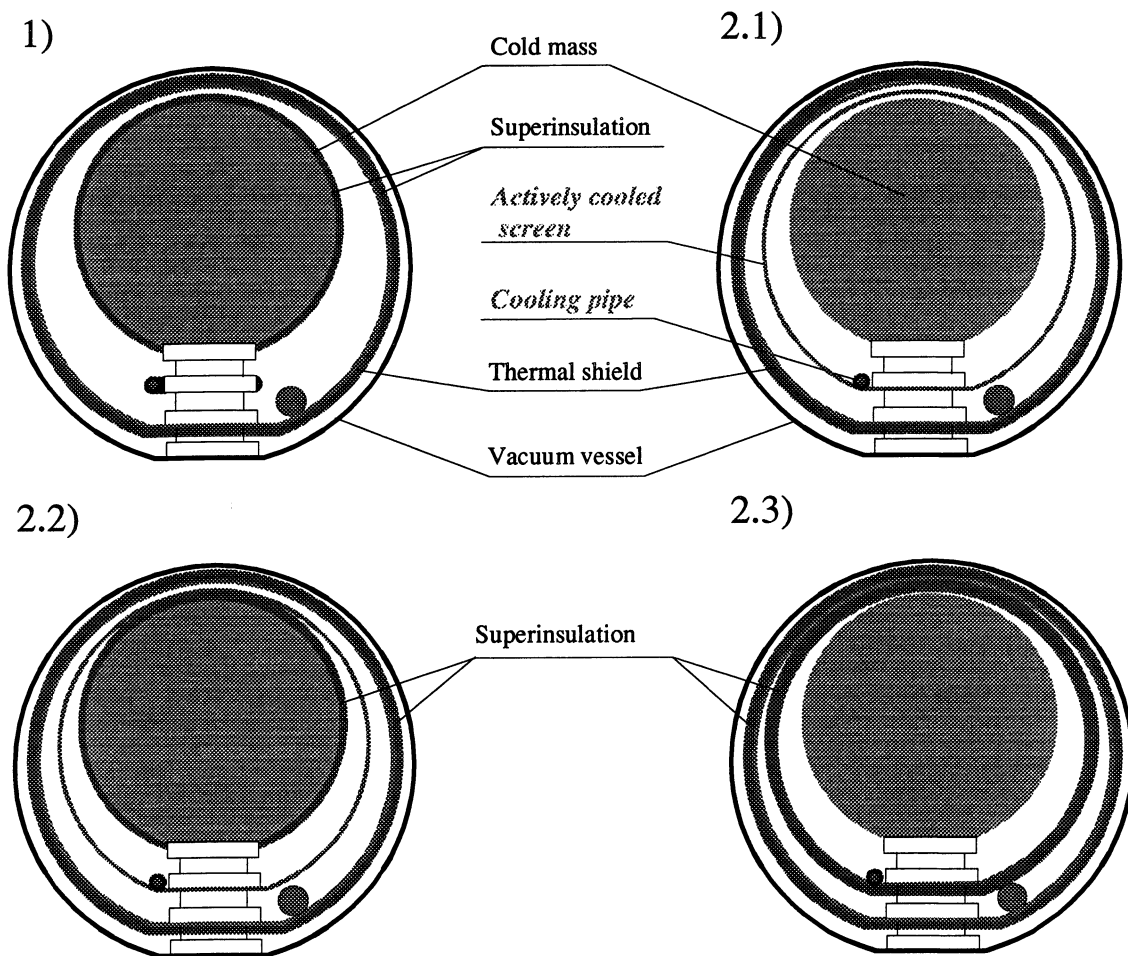 1)
2.1)
Cold mass
Superinsulation
Actively cooled
screen
Cooling pipe
Thermal shield
Vacuum vessel
2.2)
2.3)
Superinsulation